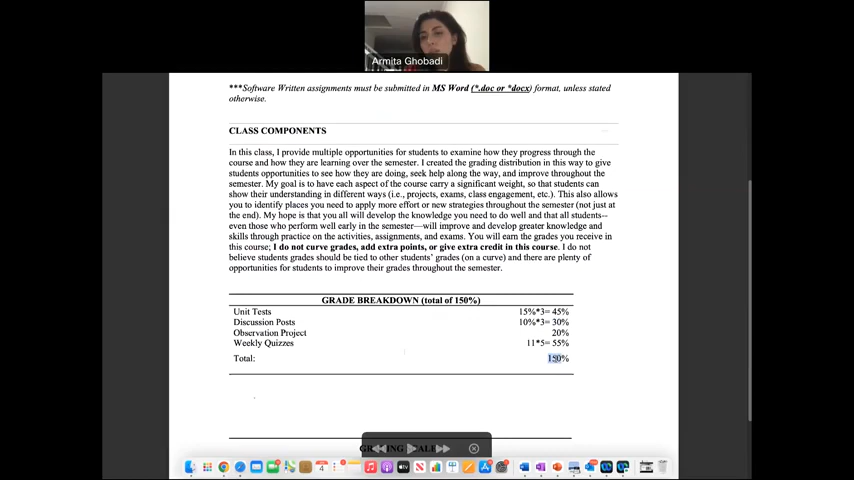 Armita Ghobadi
***Software Written assignments must be submitted in MS Word (*.doc or *docx) format, unless stated
otherwise.
CLASS COMPONENTS
In this class, I provide multiple opportunities for students to examine how they progress through the
course and how they are learning over the semester. I created the grading distribution in this way to give
students opportunities to see how they are doing, seek help along the way, and improve throughout the
semester. My goal is to have each aspect of the course carry a significant weight, so that students can
show their understanding in different ways (i.e., projects, exams, class engagement, etc.). This also allows
you to identify places you need to apply more effort or new strategies throughout the semester (not just at
the end). My hope is that you all will develop the knowledge you need to do well and that all students--
even those who perform well early in the semester—will improve and develop greater knowledge and
skills through practice on the activities, assignments, and exams. You will earn the grades you receive in
this course; I do not curve grades, add extra points, or give extra credit in this course. I do not
believe students grades should be tied to other students' grades (on a curve) and there are plenty of
opportunities for students to improve their grades throughout the semester.
GRADE BREAKDOWN (total of 150%)
Unit Tests 15%*3= 45%
Discussion Posts 10%*3= 30%
Observation Project 20%
Weekly Quizzes 11*5= 55%
Total: 150%